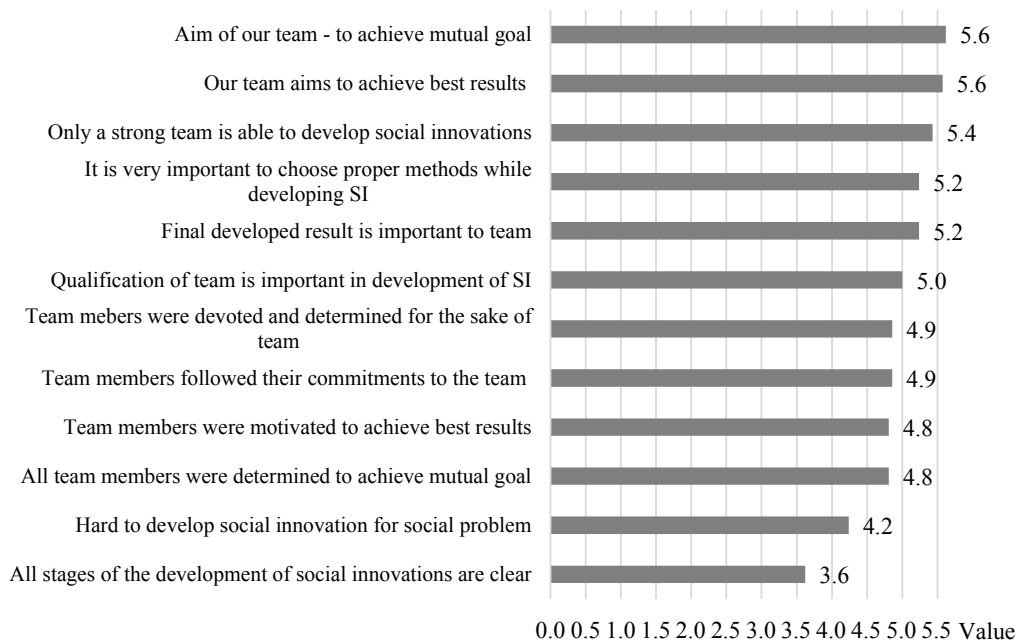 Aim of our team - to achieve mutual goal 5.6
Our team aims to achieve best results 5.6
Only a strong team is able to develop social innovations 5.4
It is very important to choose proper methods while
developing SI 5.2
Final developed result is important to team 5.2
Qualification of team is important in development of SI 5.0
Team mebers were devoted and determined for the sake of
team 4.9
Team members followed their commitments to the team 4.9
Team members were motivated to achieve best results 4.8
All team members were determined to achieve mutual goal 4.8
Hard to develop social innovation for social problem 4.2
All stages of the development of social innovations are clear 3.6
0.0 0.5 1.0 1.5 2.0 2.5 3.0 3.5 4.0 4.5 5.0 5.5 Value